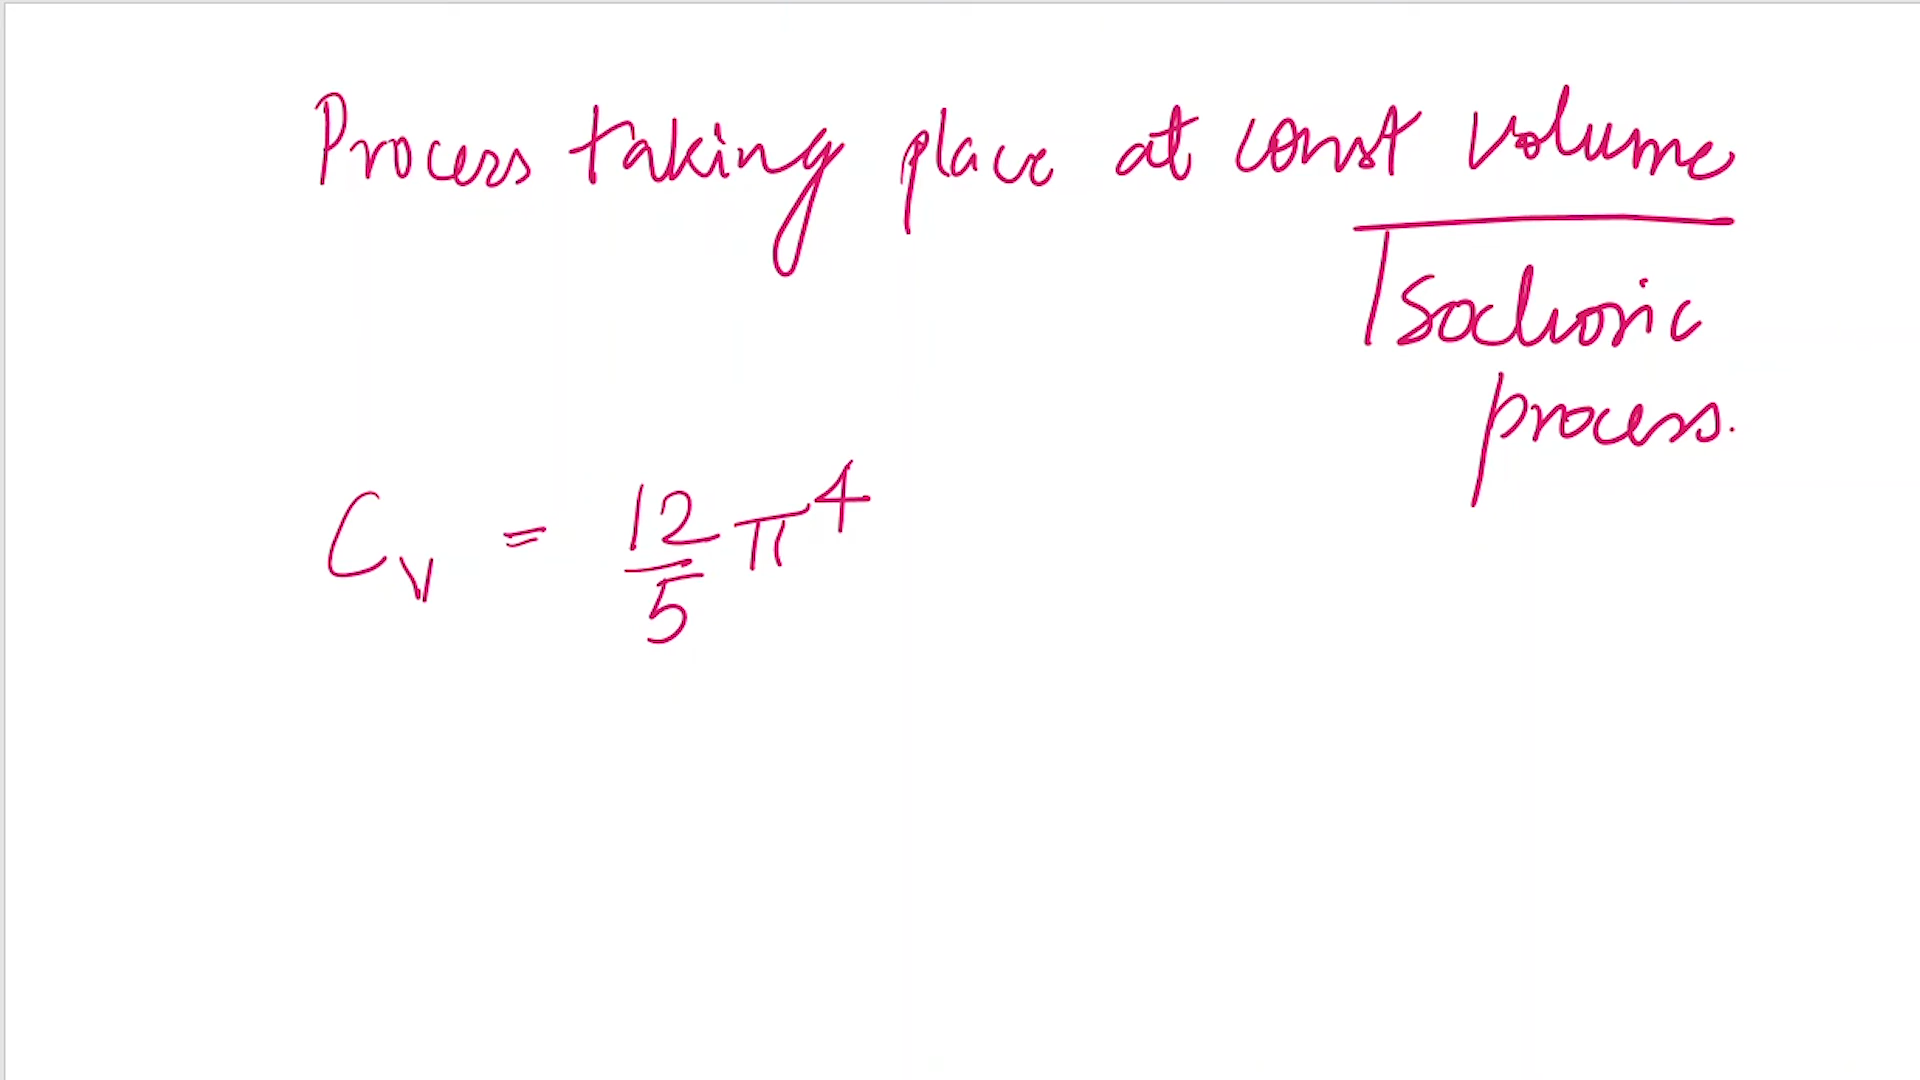 Process taking place at const volume
Isochoric
process.
C_V = 12/5 π^4